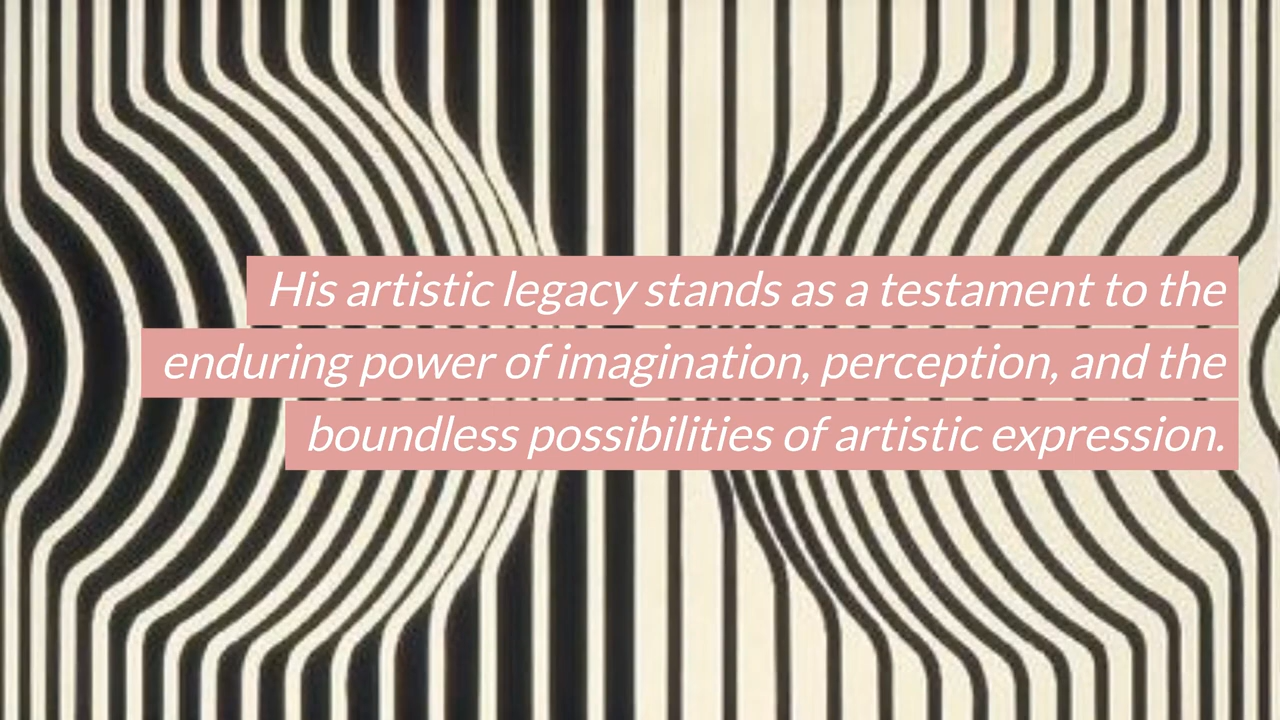 His artistic legacy stands as a testament to the
enduring power of imagination, perception, and the
boundless possibilities of artistic expression.